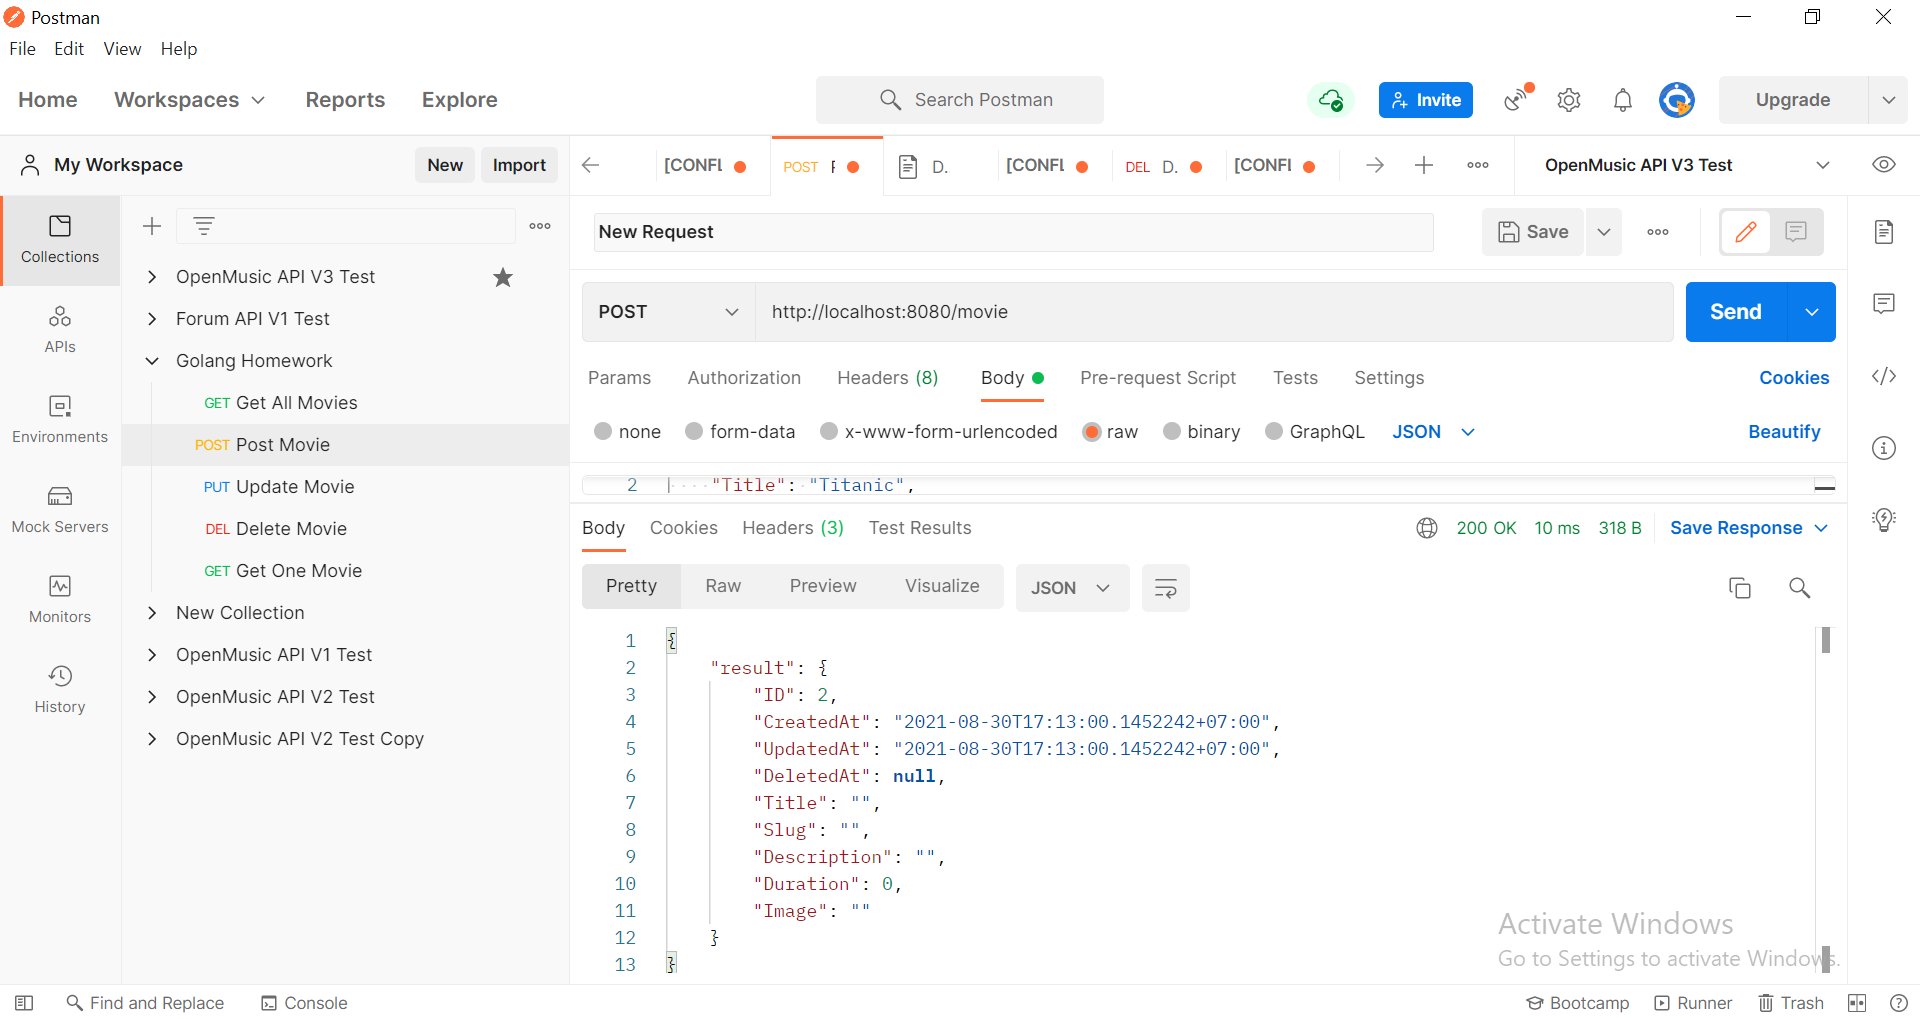 Postman
File Edit View Help
Home Workspaces Reports Explore
Search Postman
Invite
Upgrade
My Workspace
New Import
[CONFL
POST
D.
[CONFL
DEL D.
[CONFI
OpenMusic API V3 Test
Collections
APIs
Environments
Mock Servers
Monitors
History
OpenMusic API V3 Test
Forum API V1 Test
Golang Homework
GET Get All Movies
POST Post Movie
PUT Update Movie
DEL Delete Movie
GET Get One Movie
New Collection
OpenMusic API V1 Test
OpenMusic API V2 Test
OpenMusic API V2 Test Copy
New Request
Save
POST http://localhost:8080/movie
Send
Params Authorization Headers (8) Body Pre-request Script Tests Settings Cookies
none form-data x-www-form-urlencoded raw binary GraphQL JSON Beautify
2 "Title": "Titanic",
Body Cookies Headers (3) Test Results 200 OK 10 ms 318 B Save Response
Pretty Raw Preview Visualize JSON
1 {
2 "result": {
3 "ID": 2,
4 "CreatedAt": "2021-08-30T17:13:00.1452242+07:00",
5 "UpdatedAt": "2021-08-30T17:13:00.1452242+07:00",
6 "DeletedAt": null,
7 "Title": "",
8 "Slug": "",
9 "Description": "",
10 "Duration": 0,
11 "Image": ""
12 }
13 }
Activate Windows
Go to Settings to activate Windows.
Find and Replace Console
Bootcamp Runner Trash